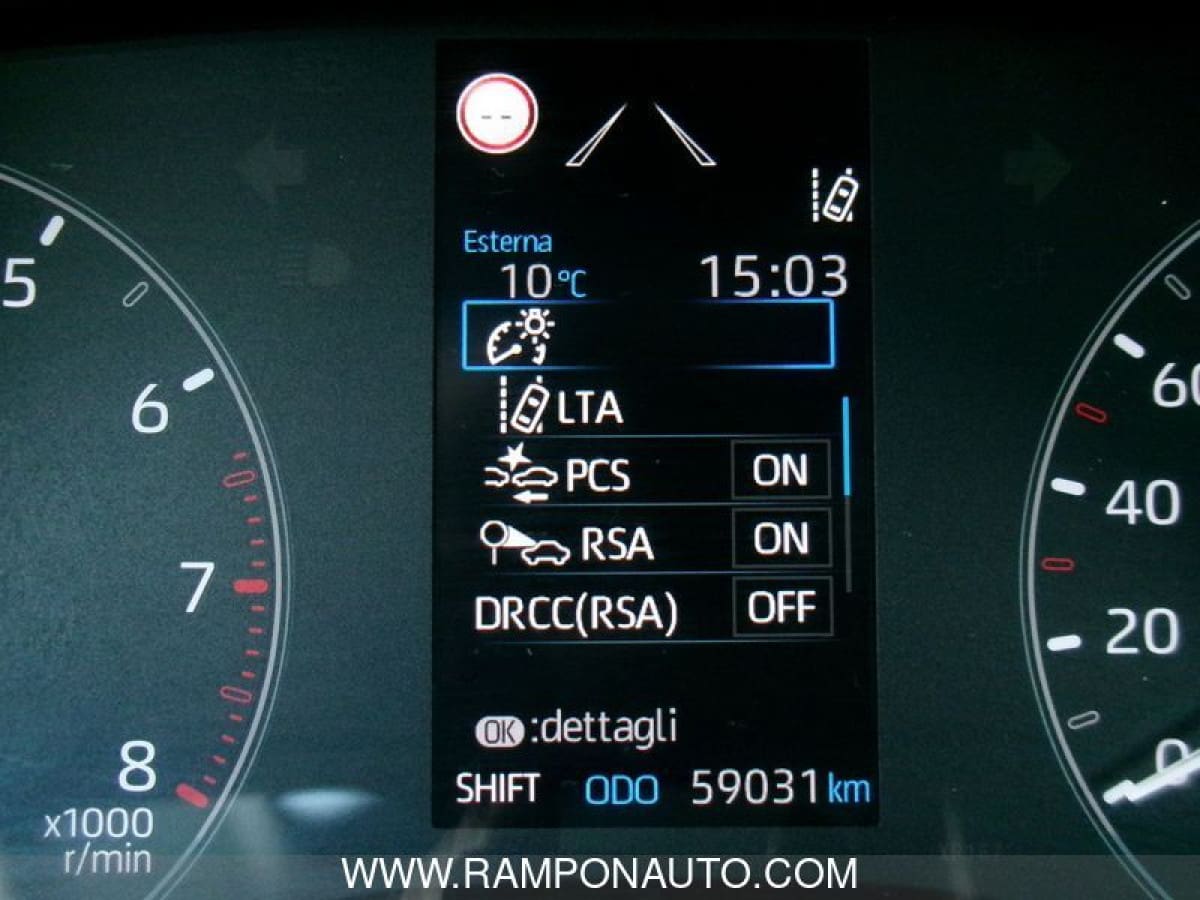 - -
Esterna
10°C 15:03
LTA
PCS ON
RSA ON
DRCC(RSA) OFF
OK :dettagli
SHIFT ODO 59031 km
5
6
7
8
x1000
r/min
60
40
20
0
WWW.RAMPONAUTO.COM